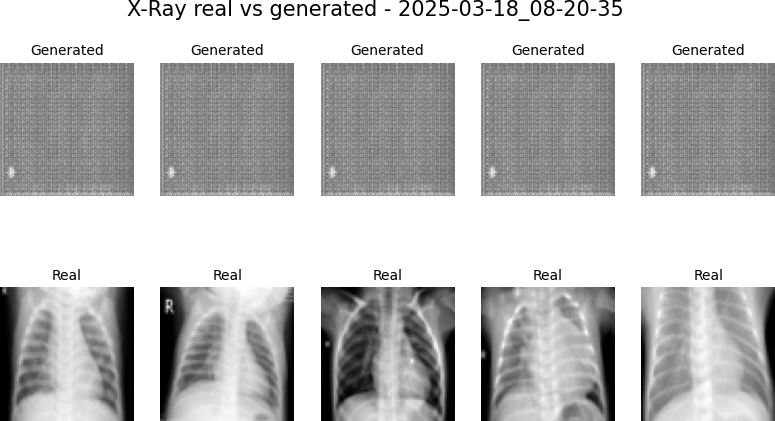 X-Ray real vs generated - 2025-03-18_08-20-35
Generated Generated Generated Generated Generated
Real Real Real Real Real
R